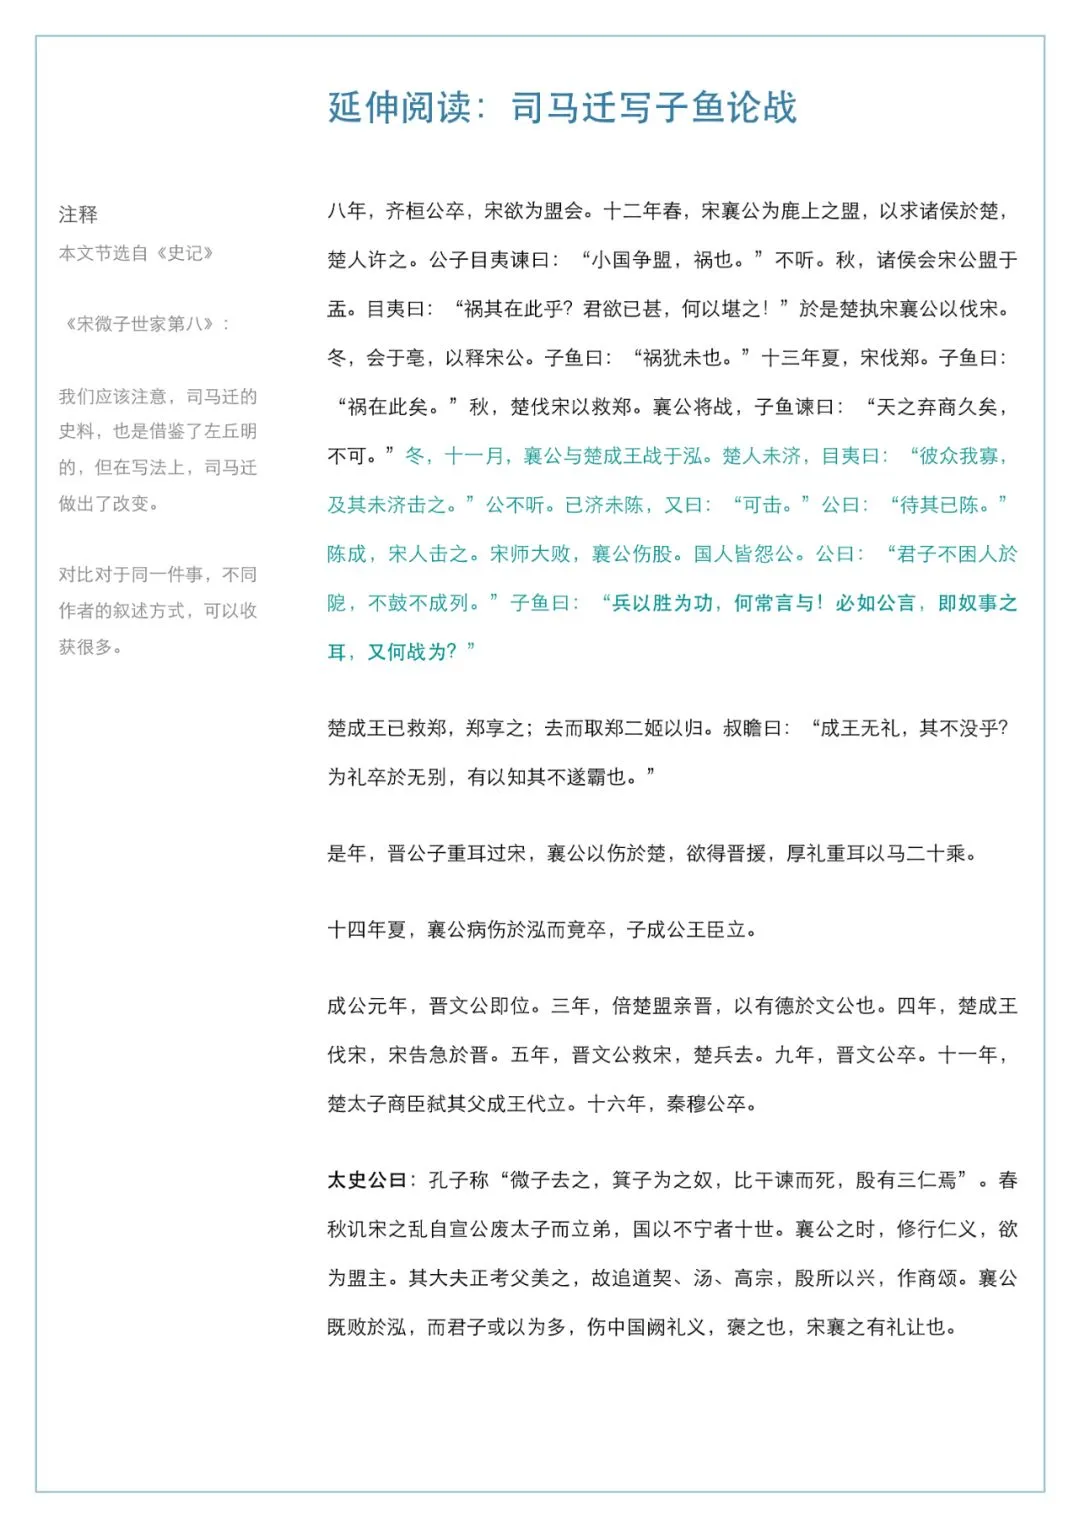 延伸阅读：司马迁写子鱼论战
注释
本文节选自《史记》
《宋微子世家第八》：
我们应该注意，司马迁的
史料，也是借鉴了左丘明
的，但在写法上，司马迁
做出了改变。
对比对于同一件事，不同
作者的叙述方式，可以收
获很多。
八年，齐桓公卒，宋欲为盟会。十二年春，宋襄公为鹿上之盟，以求诸侯於楚，
楚人许之。公子目夷谏曰：“小国争盟，祸也。”不听。秋，诸侯会宋公盟于
盂。目夷曰：“祸其在此乎？君欲已甚，何以堪之！”於是楚执宋襄公以伐宋。
冬，会于亳，以释宋公。子鱼曰：“祸犹未也。”十三年夏，宋伐郑。子鱼曰：
“祸在此矣。”秋，楚伐宋以救郑。襄公将战，子鱼谏曰：“天之弃商久矣，
不可。”冬，十一月，襄公与楚成王战于泓。楚人未济，目夷曰：“彼众我寡，
及其未济击之。”公不听。已济未陈，又曰：“可击。”公曰：“待其已陈。”
陈成，宋人击之。宋师大败，襄公伤股。国人皆怨公。公曰：“君子不困人於
阸，不鼓不成列。”子鱼曰：“兵以胜为功，何常言与！必如公言，即奴事之
耳，又何战为？”
楚成王已救郑，郑享之；去而取郑二姬以归。叔瞻曰：“成王无礼，其不没乎？
为礼卒於无别，有以知其不遂霸也。”
是年，晋公子重耳过宋，襄公以伤於楚，欲得晋援，厚礼重耳以马二十乘。
十四年夏，襄公病伤於泓而竟卒，子成公王臣立。
成公元年，晋文公即位。三年，倍楚盟亲晋，以有德於文公也。四年，楚成王
伐宋，宋告急於晋。五年，晋文公救宋，楚兵去。九年，晋文公卒。十一年，
楚太子商臣弑其父成王代立。十六年，秦穆公卒。
太史公曰：孔子称“微子去之，箕子为之奴，比干谏而死，殷有三仁焉”。春
秋讥宋之乱自宣公废太子而立弟，国以不宁者十世。襄公之时，修行仁义，欲
为盟主。其大夫正考父美之，故追道契、汤、高宗，殷所以兴，作商颂。襄公
既败於泓，而君子或以为多，伤中国阙礼义，褒之也，宋襄之有礼让也。